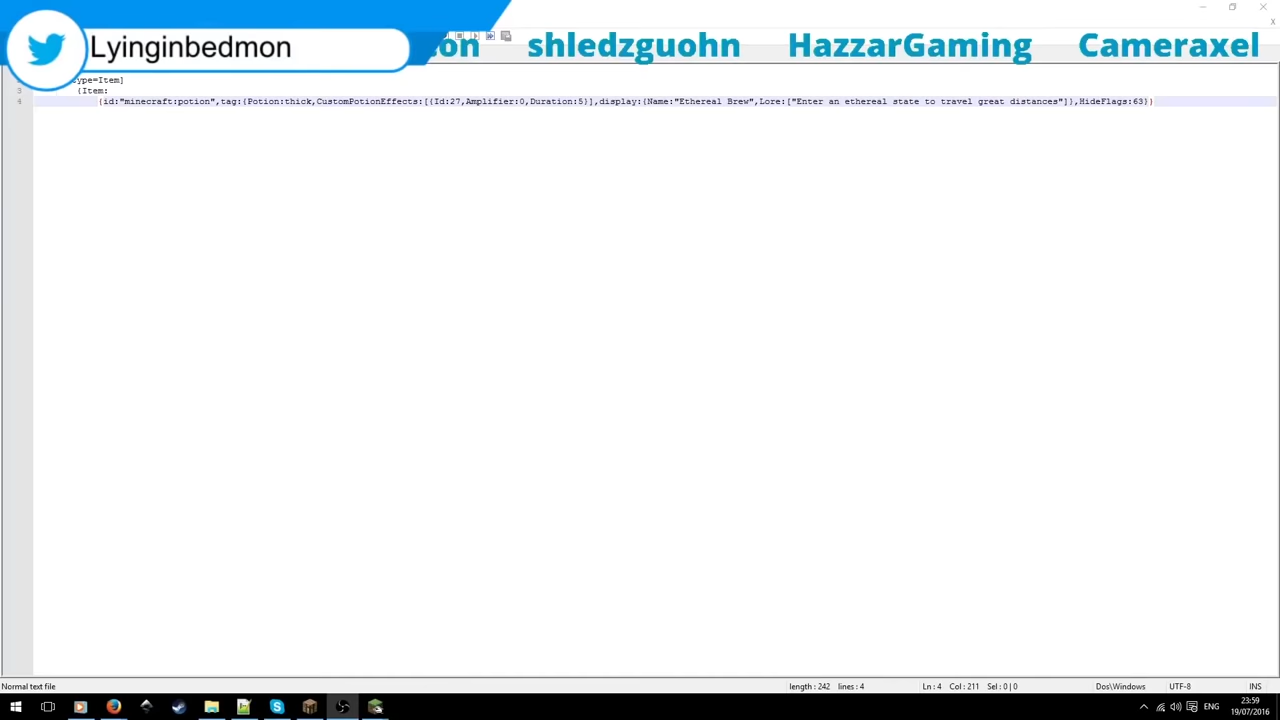 Lyinginbedmon
on shledzguohn HazzarGaming Cameraxel
ype=Item]
3 {Item:
4 {id:"minecraft:potion",tag:{Potion:thick,CustomPotionEffects:[{Id:27,Amplifier:0,Duration:5}],display:{Name:"Ethereal Brew",Lore:["Enter an ethereal state to travel great distances"]},HideFlags:63}}
Normal text file length : 242 lines : 4 Ln : 4 Col : 211 Sel : 0 | 0 Dos\Windows UTF-8 INS
ENG 23:59
19/07/2016